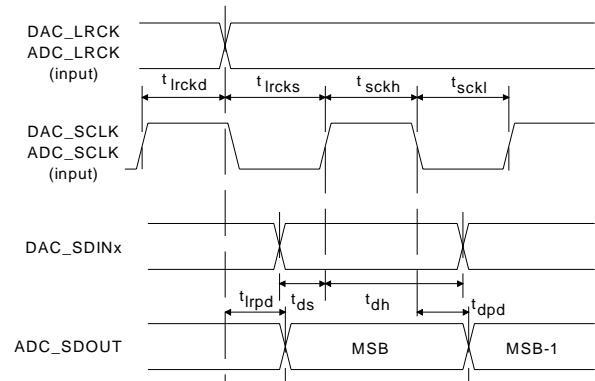 DAC_LRCK
ADC_LRCK
(input)
t lrckd
t lrcks
t sckh
t sckl
DAC_SCLK
ADC_SCLK
(input)
DAC_SDINx
t lrpd
t ds
t dh
t dpd
ADC_SDOUT
MSB
MSB-1